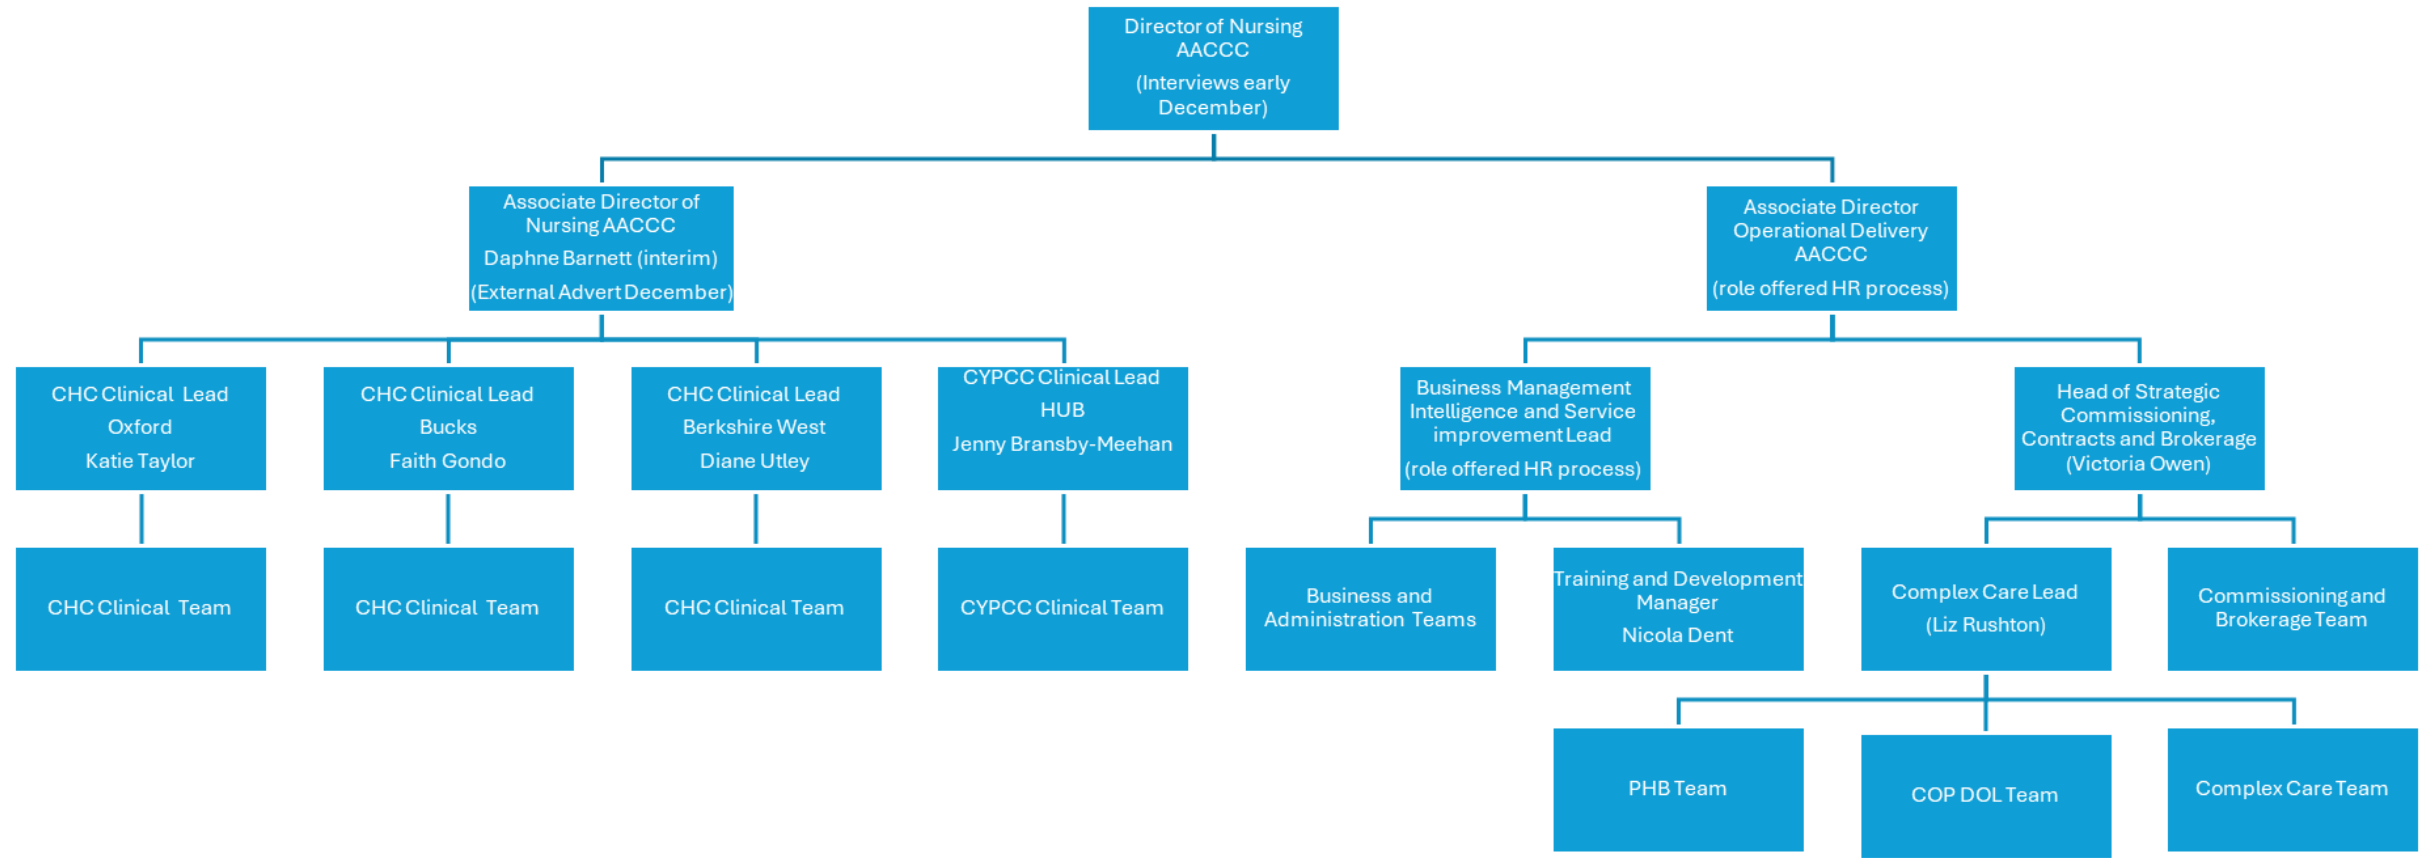 Director of Nursing
AACCC
(Interviews early
December)
Associate Director of
Nursing AACCC
Daphne Barnett (interim)
(External Advert December)
Associate Director
Operational Delivery
AACCC
(role offered HR process)
CHC Clinical Lead
Oxford
Katie Taylor
CHC Clinical Lead
Bucks
Faith Gondo
CHC Clinical Lead
Berkshire West
Diane Utley
CYPCC Clinical Lead
HUB
Jenny Bransby-Meehan
Business Management
Intelligence and Service
improvement Lead
(role offered HR process)
Head of Strategic
Commissioning,
Contracts and Brokerage
(Victoria Owen)
CHC Clinical Team
CHC Clinical Team
CHC Clinical Team
CYPCC Clinical Team
Business and
Administration Teams
Training and Development
Manager
Nicola Dent
Complex Care Lead
(Liz Rushton)
Commissioning and
Brokerage Team
PHB Team
COP DOL Team
Complex Care Team